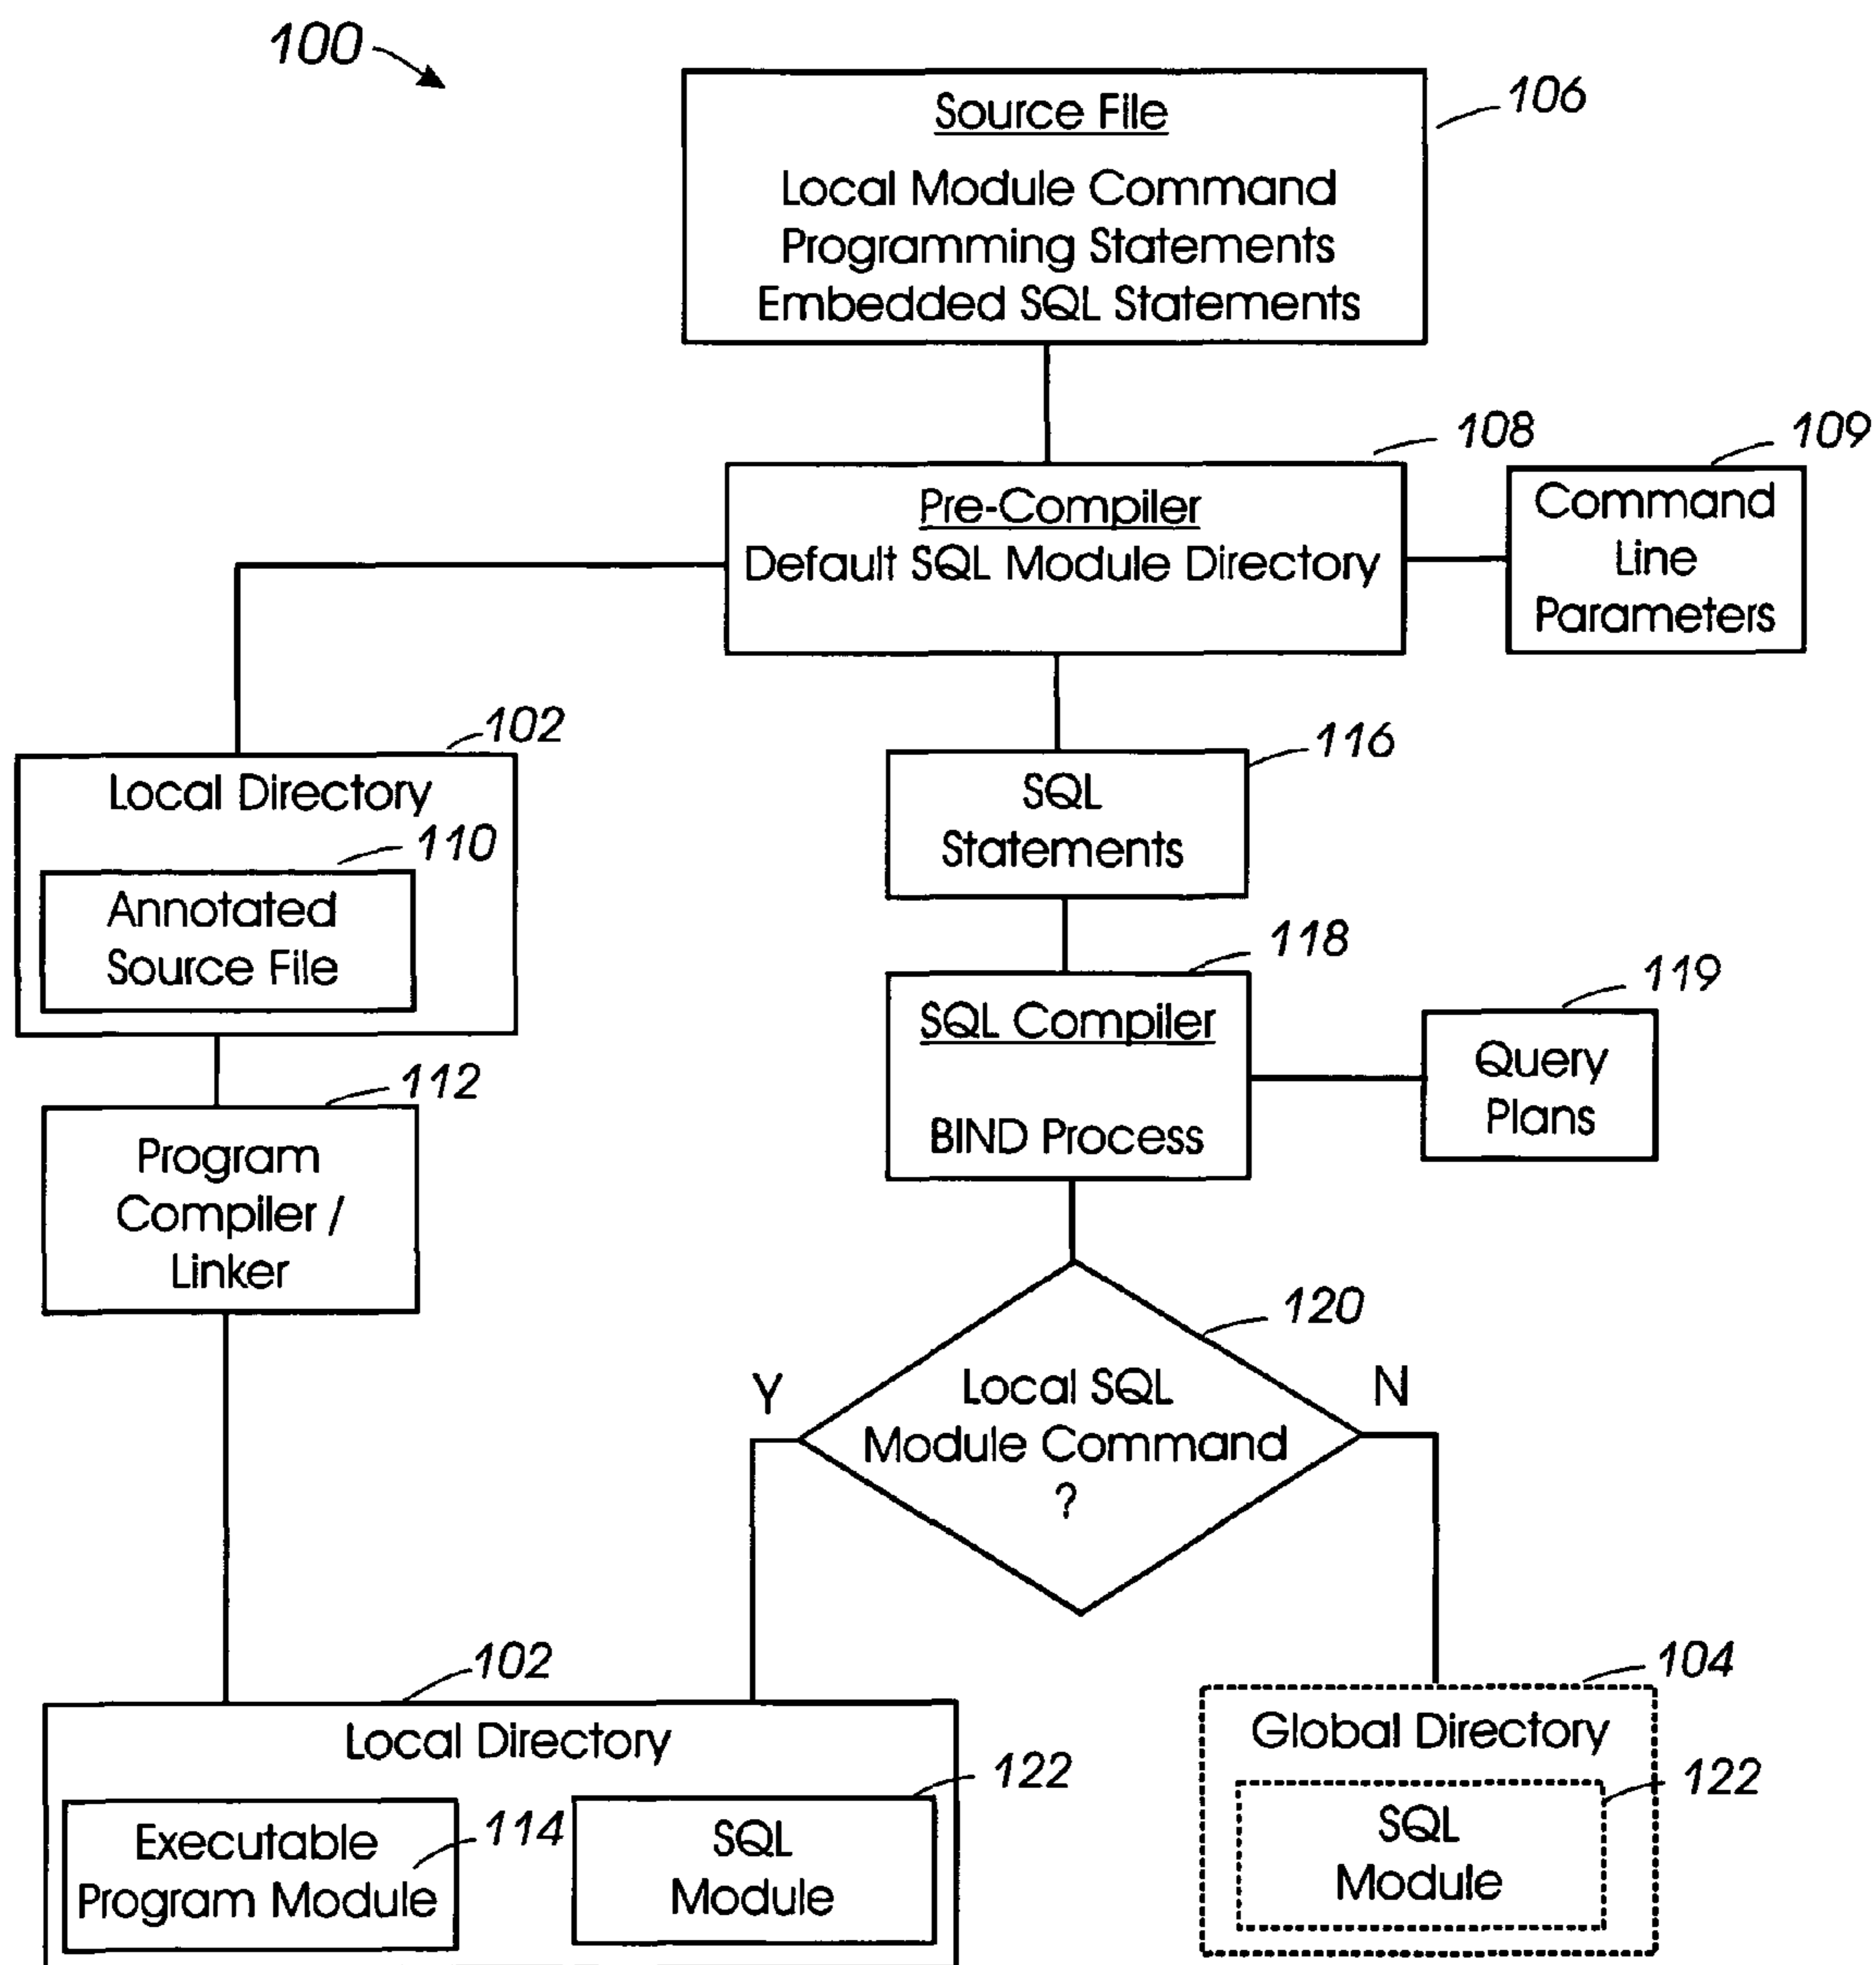 100
Source File
106
Local Module Command
Programming Statements
Embedded SQL Statements
108
109
Pre-Compiler
Default SQL Module Directory
Command
Line
Parameters
102
Local Directory
110
Annotated
Source File
116
SQL
Statements
118
SQL Compiler
BIND Process
119
Query
Plans
112
Program
Compiler /
Linker
120
Local SQL
Module Command
?
Y
N
102
Local Directory
Executable
Program Module
114
122
SQL
Module
104
Global Directory
122
SQL
Module